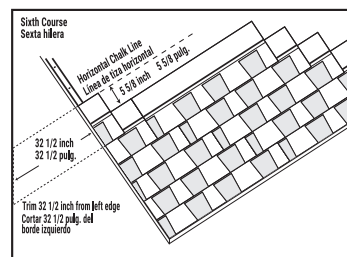 Sixth Course
Sexta hilera
Horizontal Chalk Line
Línea de tiza horizontal
5 5/8 inch 5 5/8 pulg.
32 1/2 inch
32 1/2 pulg.
Trim 32 1/2 inch from left edge
Cortar 32 1/2 pulg. del
borde izquierdo